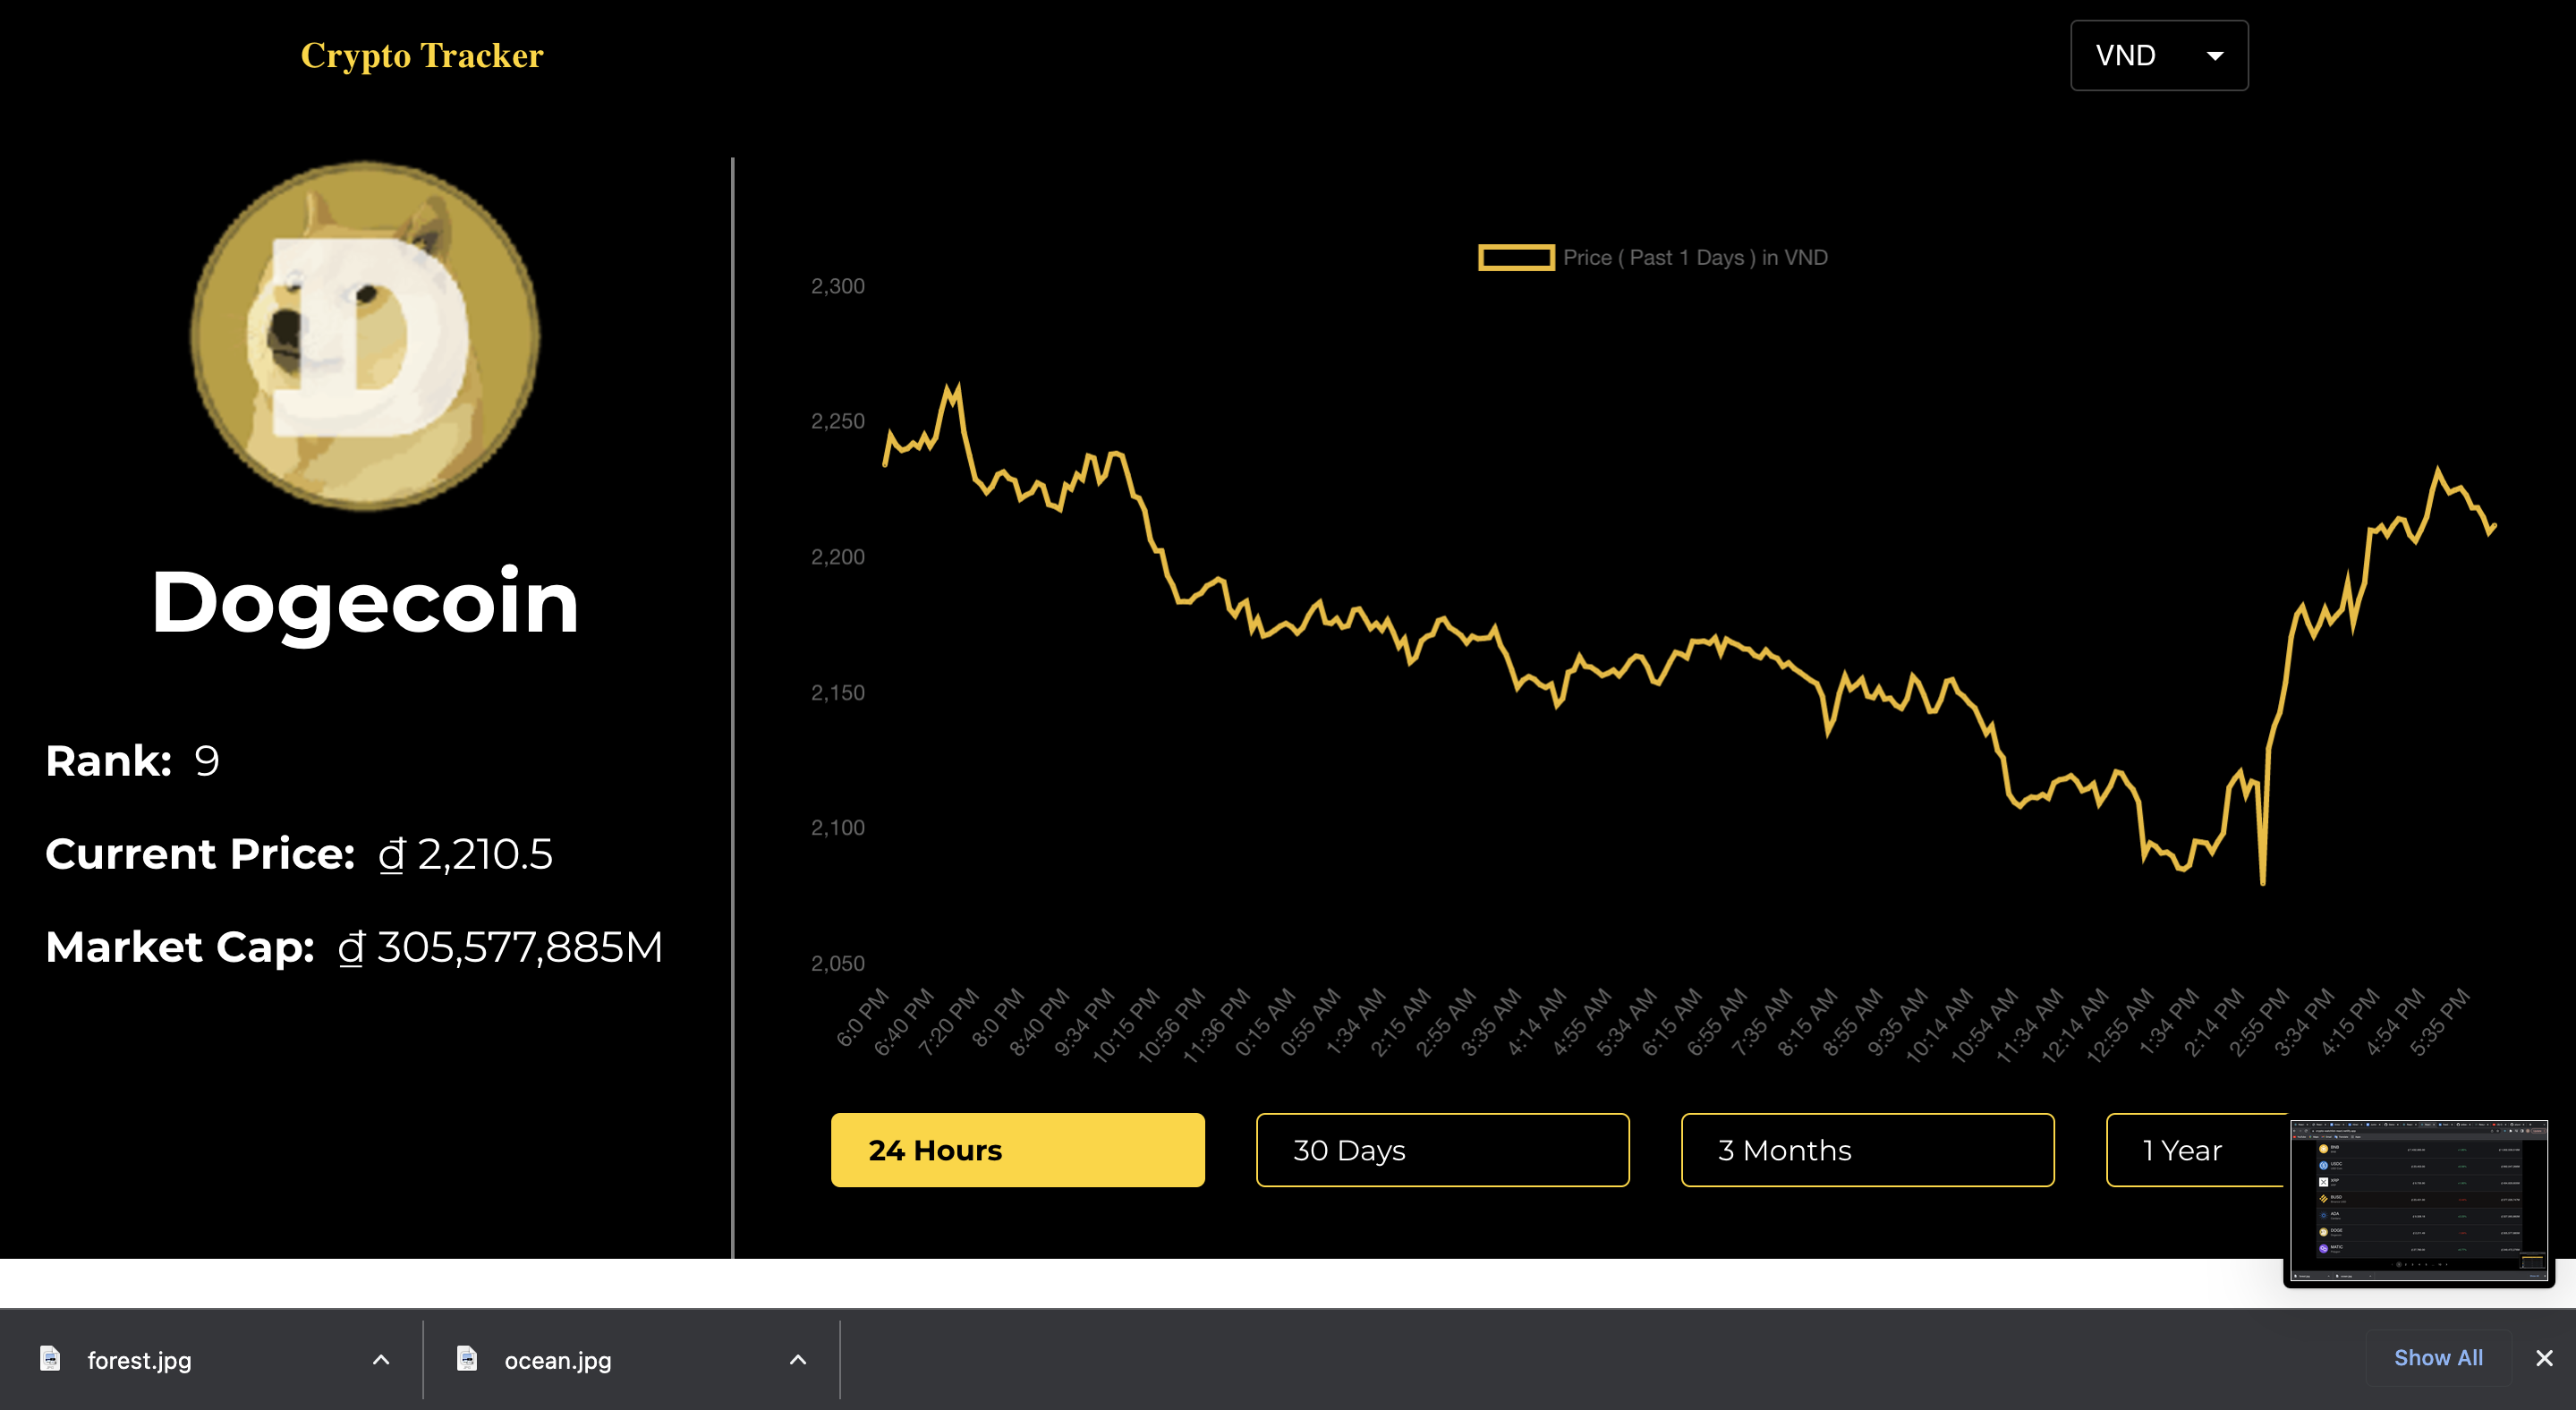 Crypto Tracker
VND
D
Dogecoin
Rank: 9
Current Price: ₫ 2,210.5
Market Cap: ₫ 305,577,885M
Price ( Past 1 Days ) in VND
2,300
2,250
2,200
2,150
2,100
2,050
6:0 PM
6:40 PM
7:20 PM
8:0 PM
8:40 PM
9:34 PM
10:15 PM
10:56 PM
11:36 PM
0:15 AM
0:55 AM
1:34 AM
2:15 AM
2:55 AM
3:35 AM
4:14 AM
4:55 AM
5:34 AM
6:15 AM
6:55 AM
7:35 AM
8:15 AM
8:55 AM
9:35 AM
10:14 AM
10:54 AM
11:34 AM
12:14 AM
12:55 AM
1:34 PM
2:14 PM
2:55 PM
3:34 PM
4:15 PM
4:54 PM
5:35 PM
24 Hours
30 Days
3 Months
1 Year
BNB
USDC
XRP
BUSD
ADA
DOGE
MATIC
forest.jpg
ocean.jpg
Show All